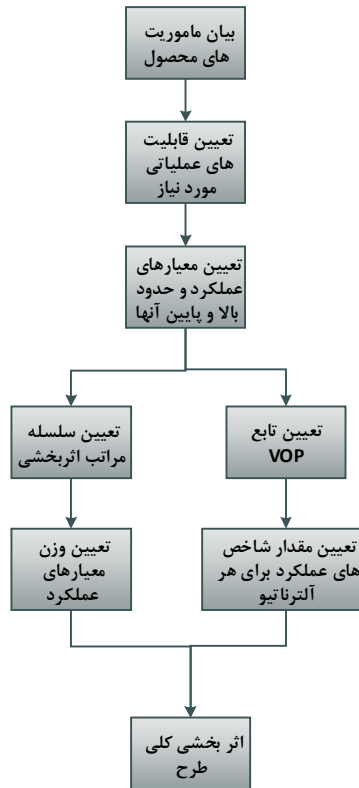 بیان ماموریت
های محصول
تعیین قابلیت
های عملیاتی
مورد نیاز
تعیین معیارهای
عملکرد و حدود
بالا و پایین آنها
تعیین سلسله
مراتب اثربخشی
تعیین تابع
VOP
تعیین وزن
معیارهای
عملکرد
تعیین مقدار شاخص
های عملکرد برای هر
آلترناتیو
اثر بخشی کلی
طرح